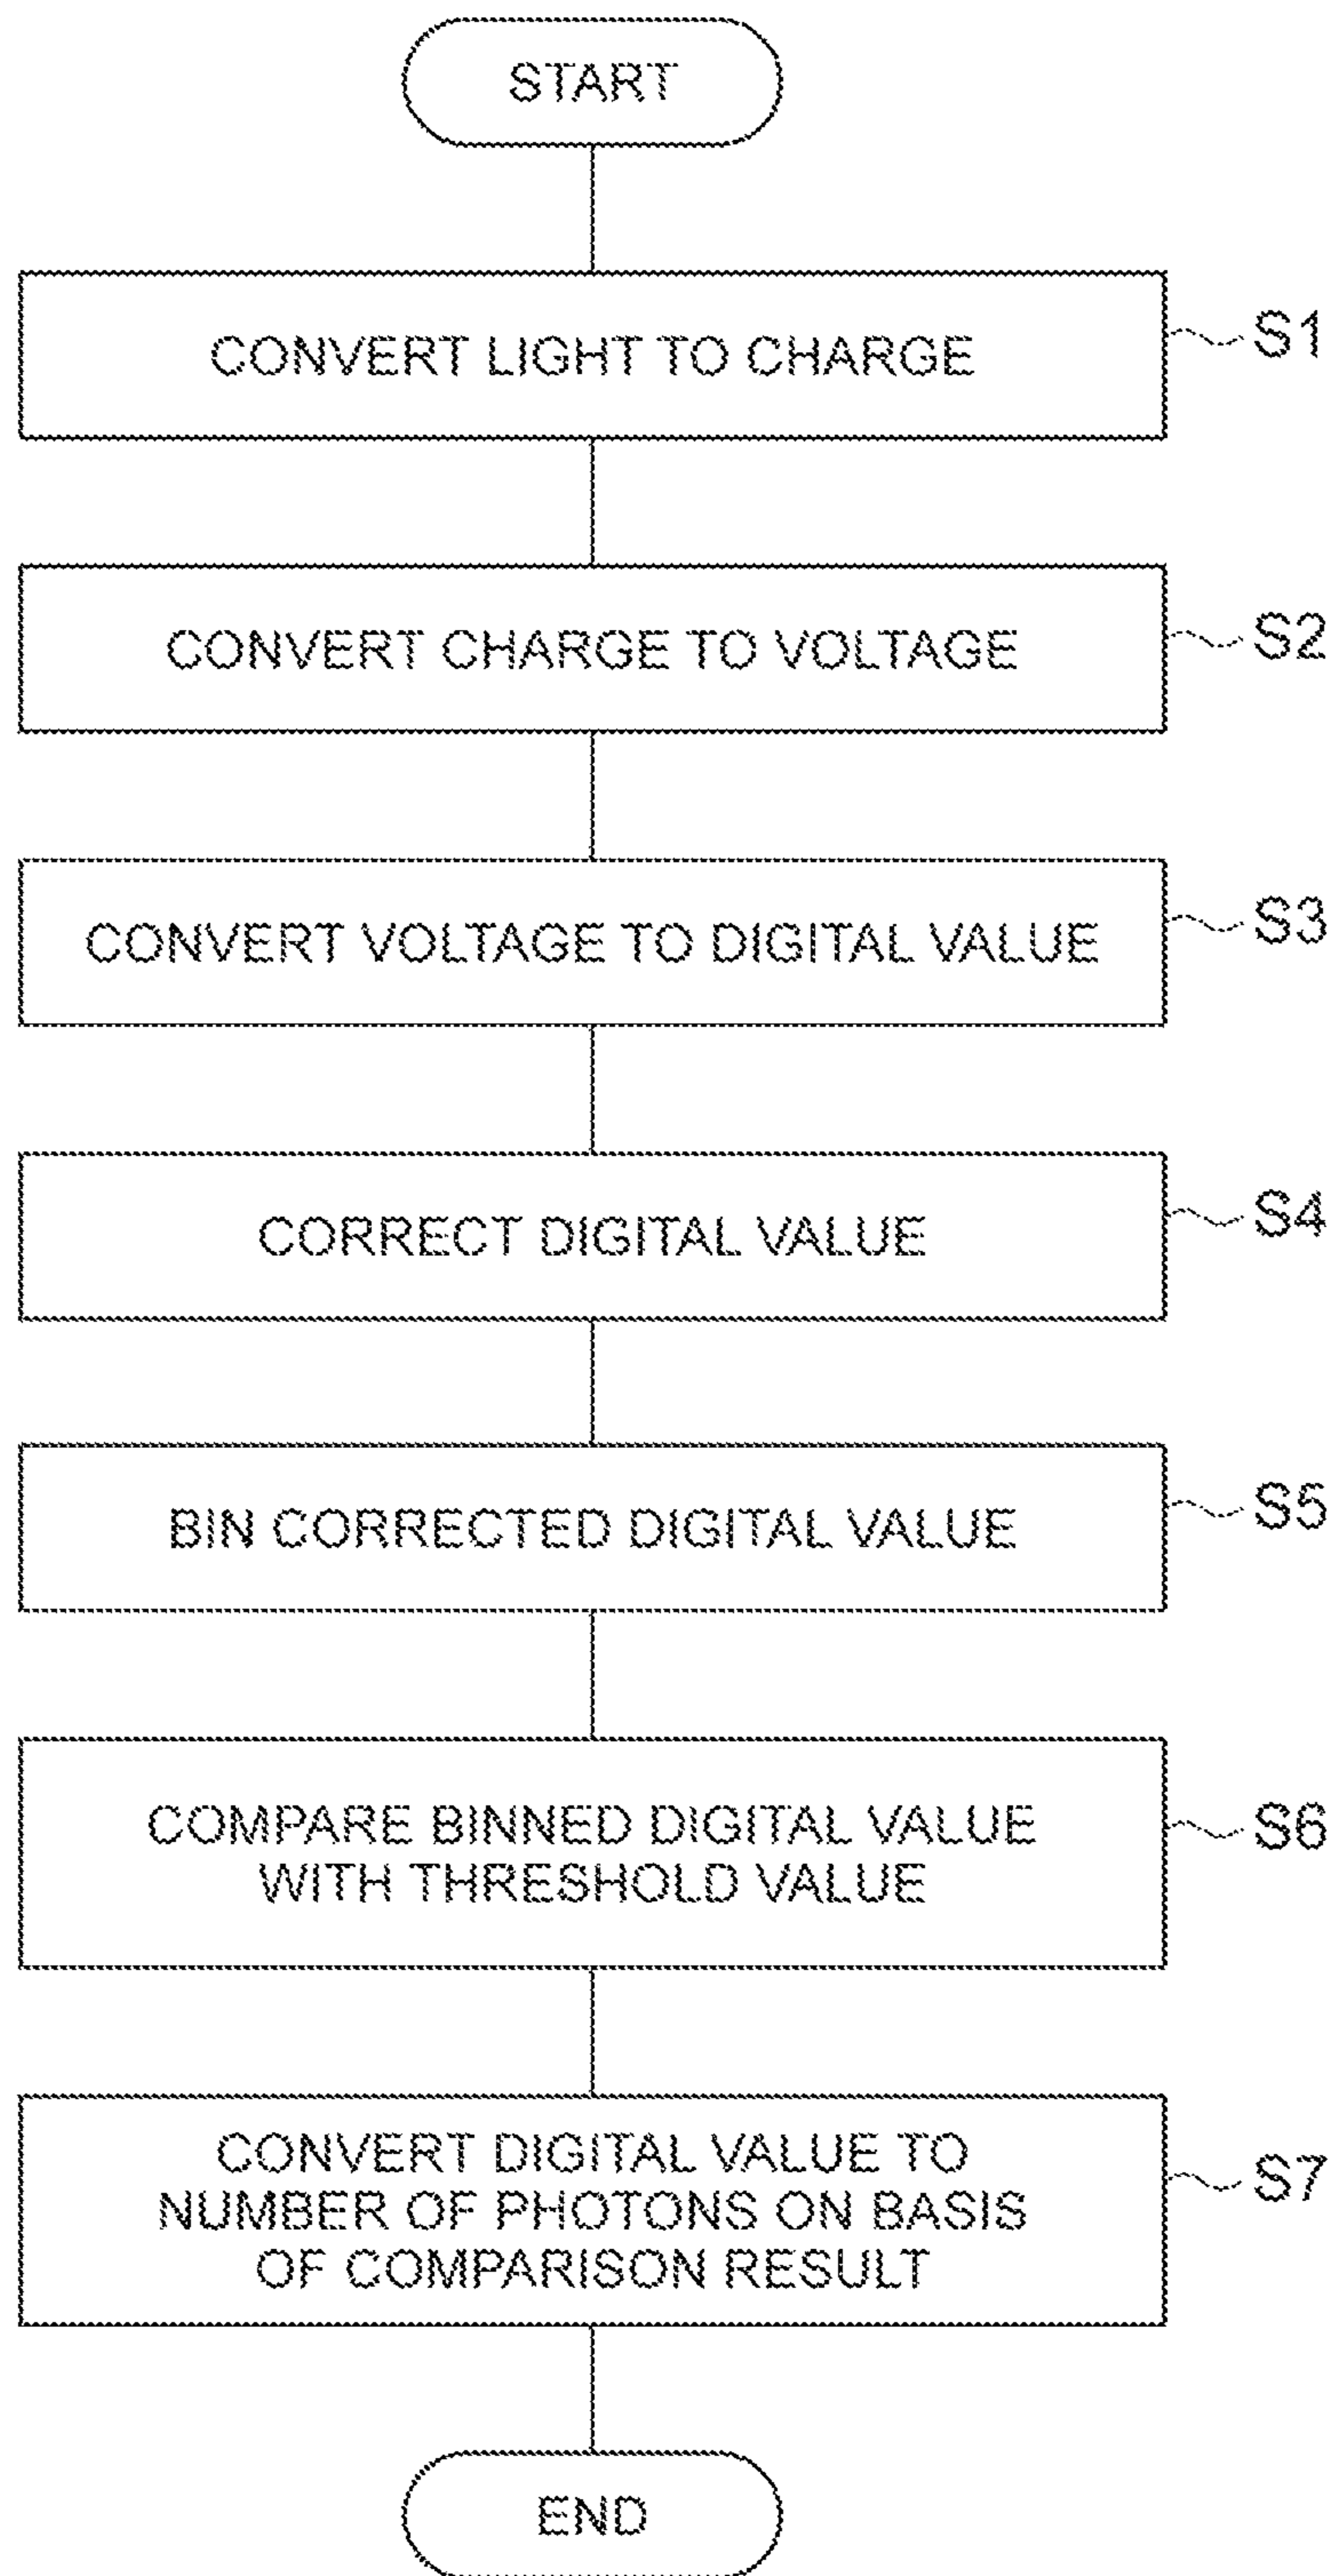 START
CONVERT LIGHT TO CHARGE
S1
CONVERT CHARGE TO VOLTAGE
S2
CONVERT VOLTAGE TO DIGITAL VALUE
S3
CORRECT DIGITAL VALUE
S4
BIN CORRECTED DIGITAL VALUE
S5
COMPARE BINNED DIGITAL VALUE
WITH THRESHOLD VALUE
S6
CONVERT DIGITAL VALUE TO
NUMBER OF PHOTONS ON BASIS
OF COMPARISON RESULT
S7
END